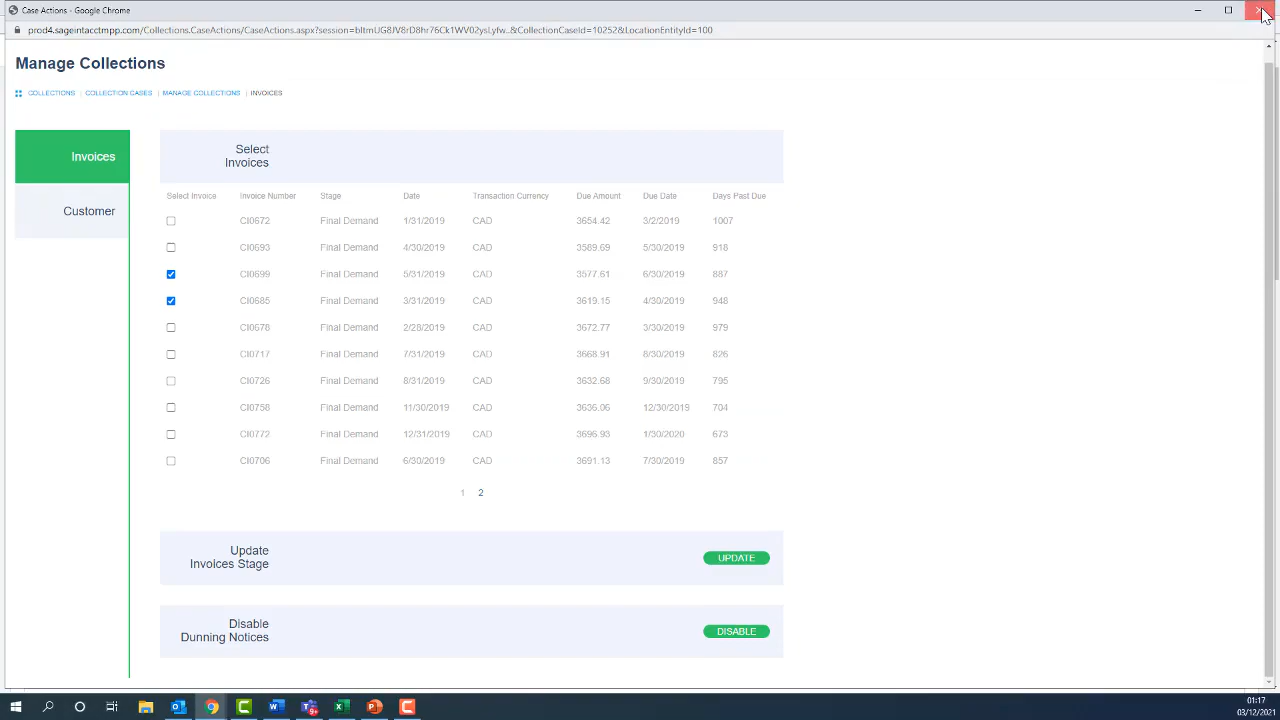 Case Actions - Google Chrome
prod4.sageintacctmpp.com/Collections.CaseActions/CaseActions.aspx?session=bltmUG8JV8rD8hr76Ck1WV02ysLyfw..&CollectionCaseId=10252&LocationEntityId=100
Manage Collections
COLLECTIONS | COLLECTION CASES | MANAGE COLLECTIONS | INVOICES
Invoices
Customer
Select
Invoices
Select Invoice Invoice Number Stage Date Transaction Currency Due Amount Due Date Days Past Due
CI0672 Final Demand 1/31/2019 CAD 3654.42 3/2/2019 1007
CI0693 Final Demand 4/30/2019 CAD 3589.69 5/30/2019 918
CI0699 Final Demand 5/31/2019 CAD 3577.61 6/30/2019 887
CI0685 Final Demand 3/31/2019 CAD 3619.15 4/30/2019 948
CI0678 Final Demand 2/28/2019 CAD 3672.77 3/30/2019 979
CI0717 Final Demand 7/31/2019 CAD 3668.91 8/30/2019 826
CI0726 Final Demand 8/31/2019 CAD 3632.68 9/30/2019 795
CI0758 Final Demand 11/30/2019 CAD 3636.06 12/30/2019 704
CI0772 Final Demand 12/31/2019 CAD 3696.93 1/30/2020 673
CI0706 Final Demand 6/30/2019 CAD 3691.13 7/30/2019 857
1 2
Update
Invoices Stage
UPDATE
Disable
Dunning Notices
DISABLE
01:17
03/12/2021